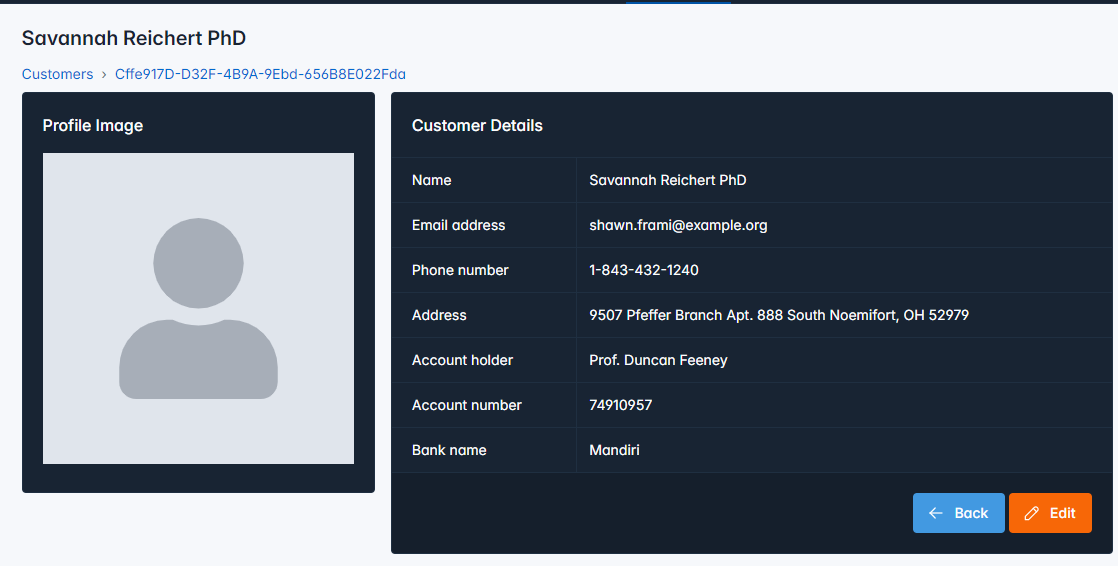 Savannah Reichert PhD
Customers › Cffe917D-D32F-4B9A-9Ebd-656B8E022Fda
Profile Image
Customer Details
Name Savannah Reichert PhD
Email address shawn.frami@example.org
Phone number 1-843-432-1240
Address 9507 Pfeffer Branch Apt. 888 South Noemifort, OH 52979
Account holder Prof. Duncan Feeney
Account number 74910957
Bank name Mandiri
Back Edit